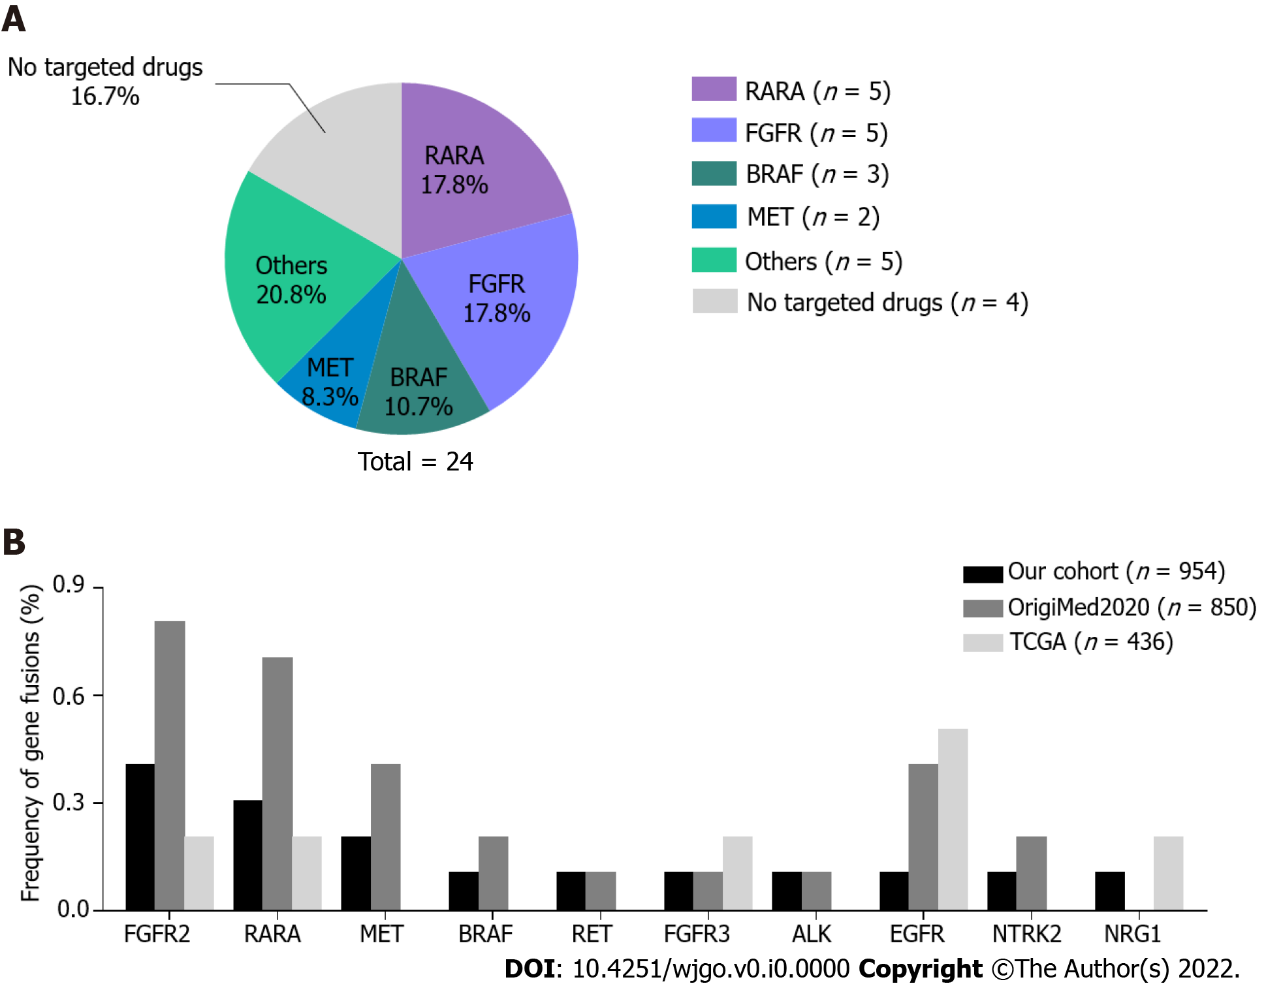 A
No targeted drugs
16.7%
RARA
17.8%
FGFR
17.8%
BRAF
10.7%
MET
8.3%
Others
20.8%
Total = 24
RARA (n = 5)
FGFR (n = 5)
BRAF (n = 3)
MET (n = 2)
Others (n = 5)
No targeted drugs (n = 4)
B
Frequency of gene fusions (%)
0.9
0.6
0.3
0.0
Our cohort (n = 954)
OrigiMed2020 (n = 850)
TCGA (n = 436)
FGFR2 RARA MET BRAF RET FGFR3 ALK EGFR NTRK2 NRG1
DOI: 10.4251/wjgo.v0.i0.0000 Copyright ©The Author(s) 2022.